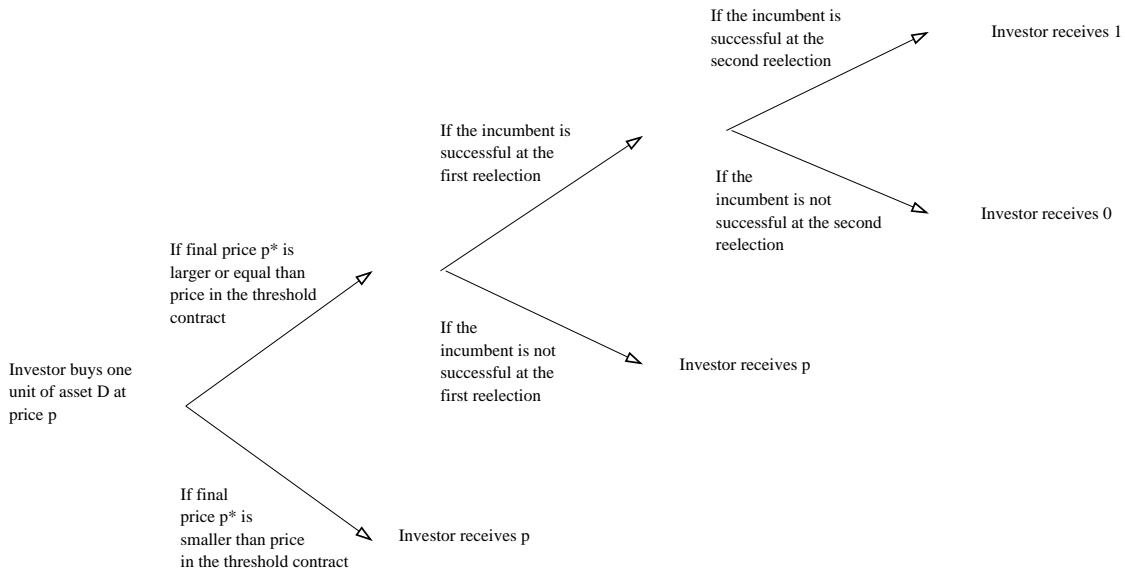 If the incumbent is
successful at the
second reelection
Investor receives 1
If the incumbent is
successful at the
first reelection
If the
incumbent is not
successful at the second
reelection
Investor receives 0
If final price p* is
larger or equal than
price in the threshold
contract
If the
incumbent is not
successful at the
first reelection
Investor receives p
Investor buys one
unit of asset D at
price p
If final
price p* is
smaller than price
in the threshold contract
Investor receives p